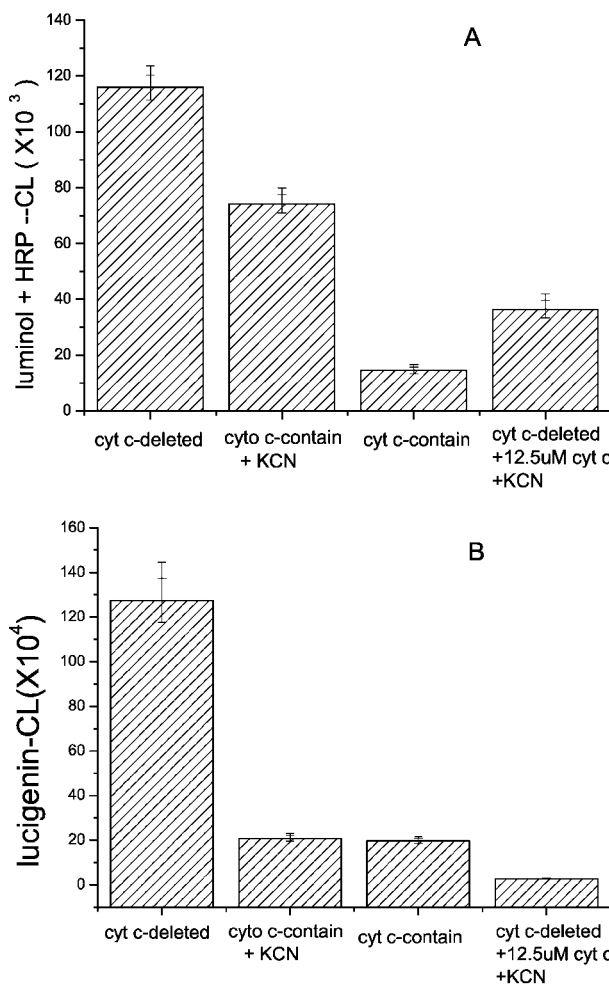 A
luminol + HRP --CL ( X10 3 )
140
120
100
80
60
40
20
0
cyt c-deleted
cyto c-contain
+ KCN
cyt c-contain
cyt c-deleted
+12.5uM cyt c
+KCN
B
lucigenin-CL(X10⁴)
160
140
120
100
80
60
40
20
0
cyt c-deleted
cyto c-contain
+ KCN
cyt c-contain
cyt c-deleted
+12.5uM cyt c
+KCN